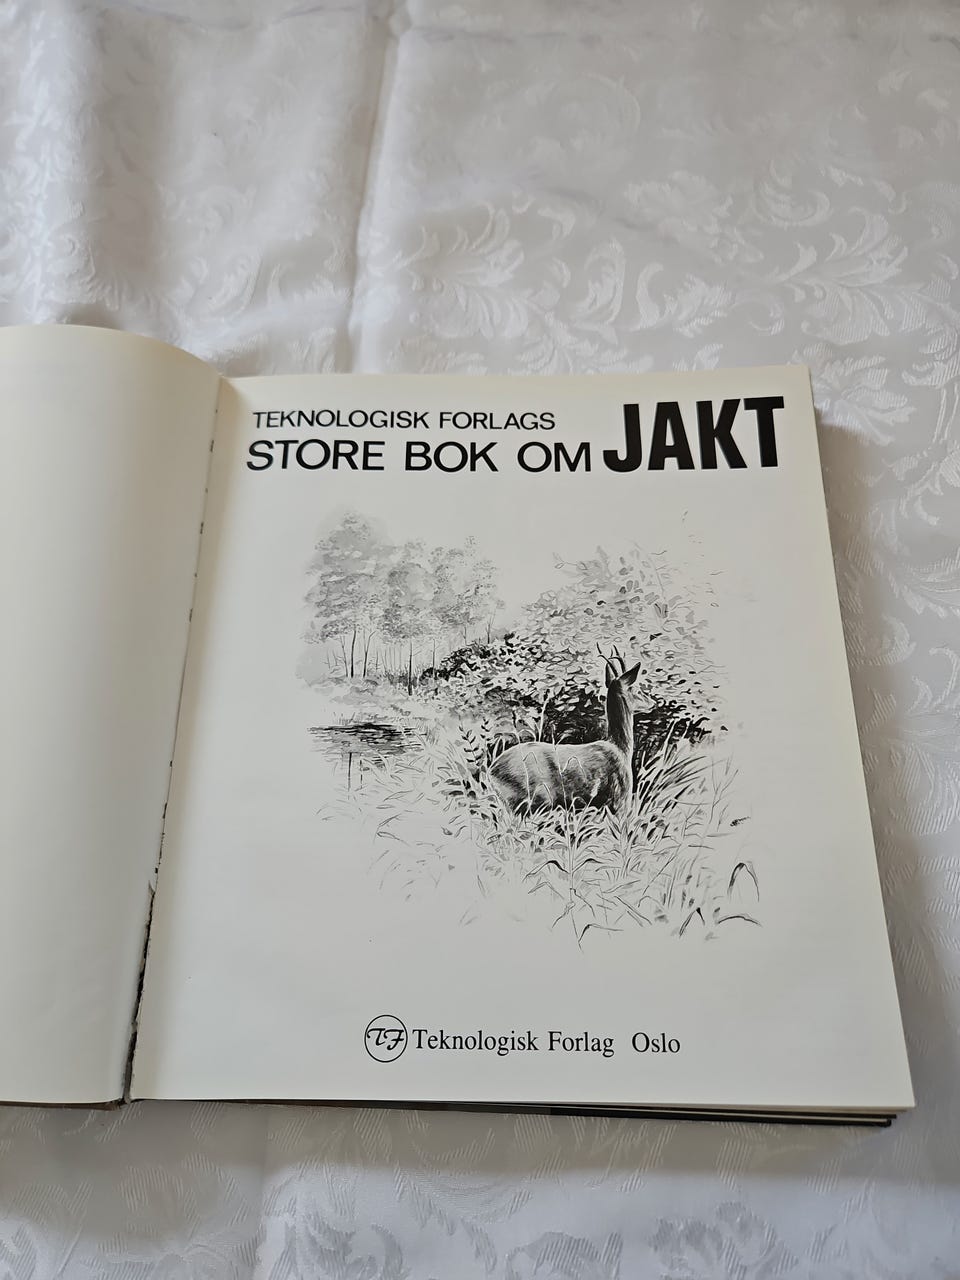 TEKNOLOGISK FORLAGS
STORE BOK OM JAKT
TF Teknologisk Forlag Oslo